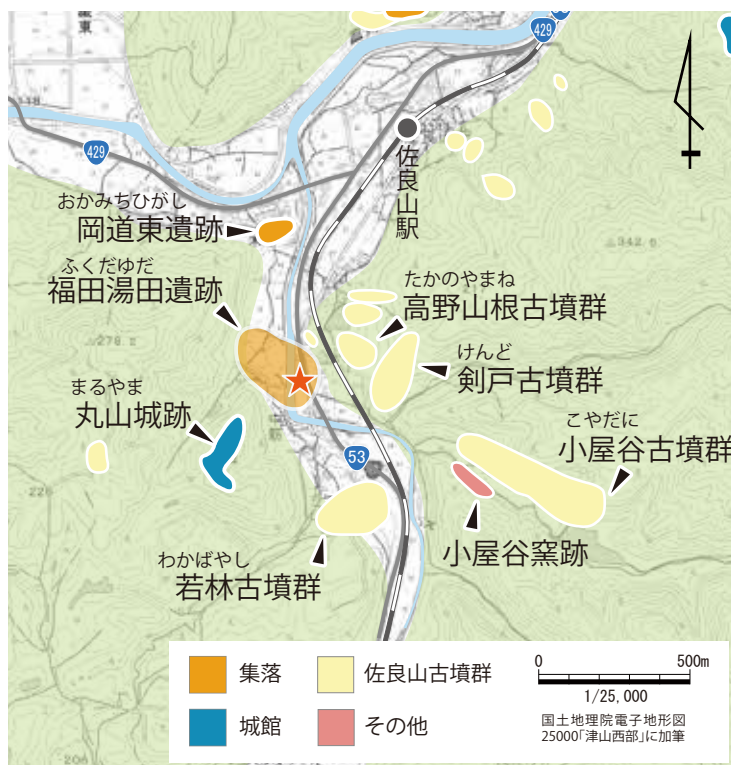 429
429
佐良山駅
342.0
おかみちひがし
岡道東遺跡
ふくだゆだ
福田湯田遺跡
たかのやまね
高野山根古墳群
278.2
けんど
剣戸古墳群
まるやま
丸山城跡
こやだに
小屋谷古墳群
53
226
小屋谷窯跡
わかばやし
若林古墳群
集落
佐良山古墳群
城館
その他
0 500m
1/25,000
国土地理院電子地形図
25000「津山西部」に加筆
206